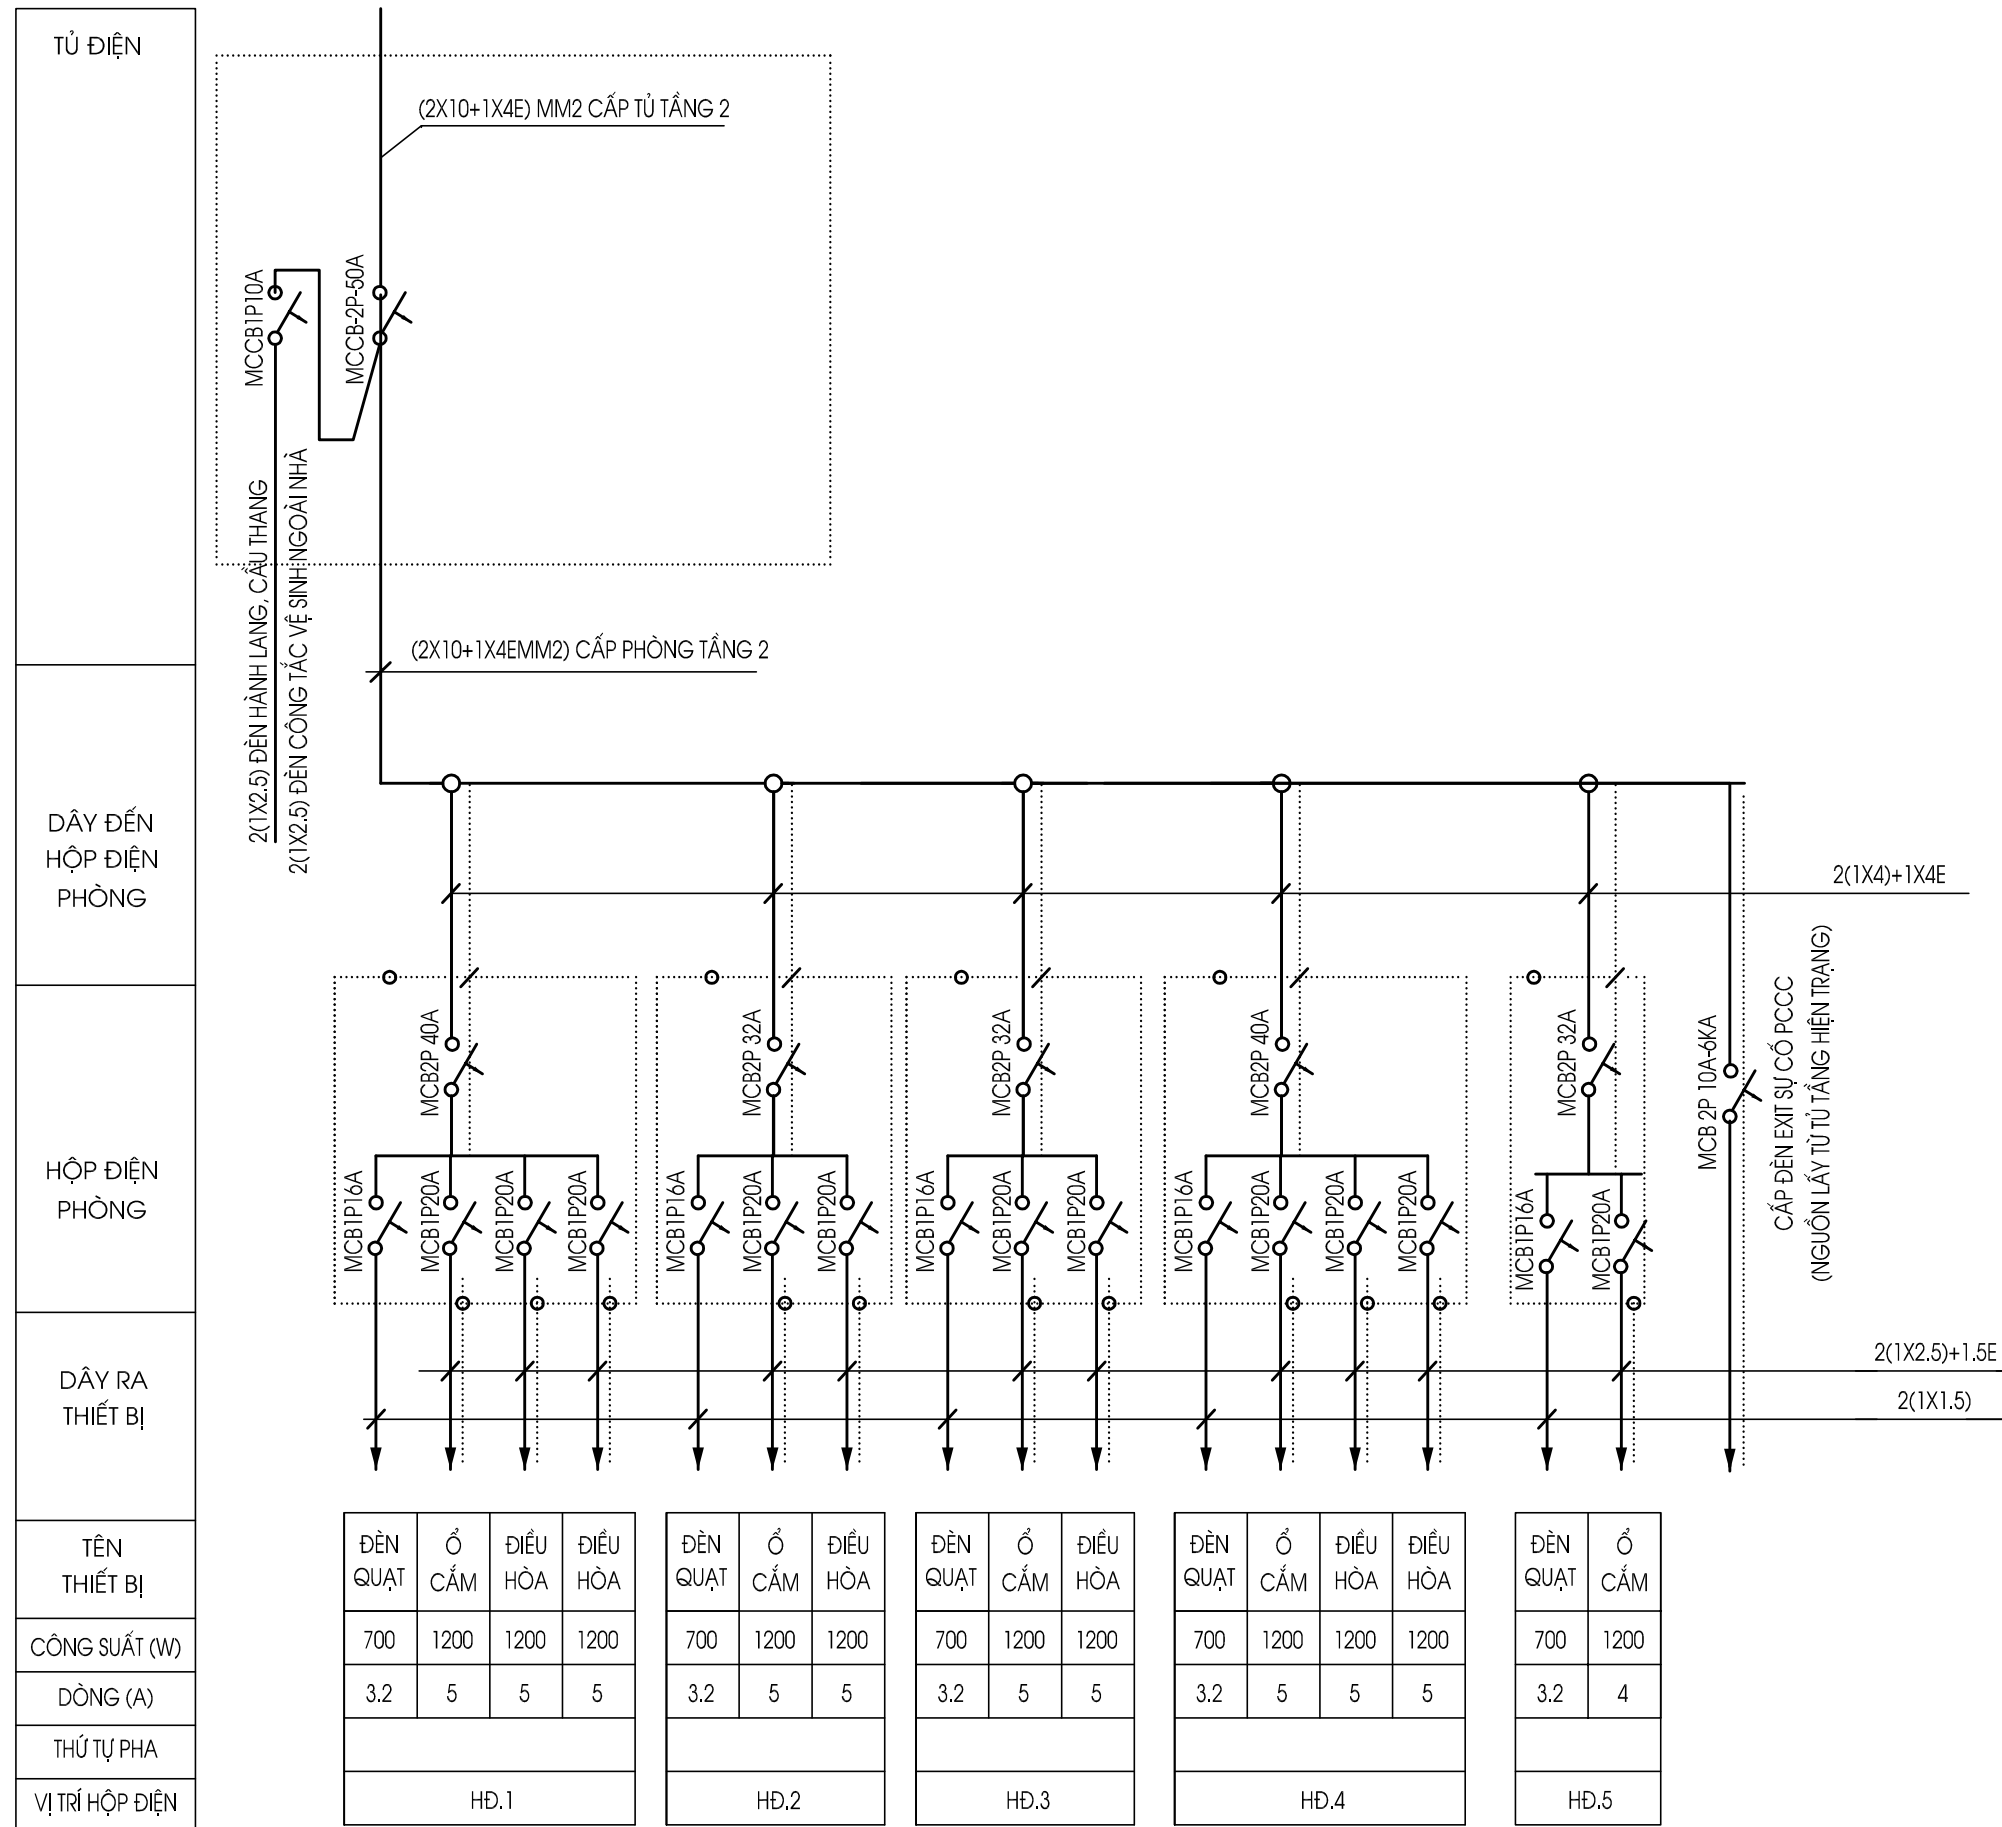 TỦ ĐIỆN
(2X10+1X4E) MM2 CẤP TỦ TẦNG 2
MCCB1P10A
MCCB-2P-50A
2(1X2.5) ĐÈN HÀNH LANG, CẦU THANG
2(1X2.5) ĐÈN CÔNG TẮC VỆ SINH NGOÀI NHÀ
(2X10+1X4EMM2) CẤP PHÒNG TẦNG 2
DÂY ĐẾN
HỘP ĐIỆN
PHÒNG
2(1X4)+1X4E
HỘP ĐIỆN
PHÒNG
MCB2P 40A
MCB2P 32A
MCB2P 32A
MCB2P 40A
MCB2P 32A
MCB 2P 10A-6KA
CẤP ĐÈN EXIT SỰ CỐ PCCC
(NGUỒN LẤY TỪ TỦ TẦNG HIỆN TRẠNG)
MCB1P16A
MCB1P20A
MCB1P20A
MCB1P20A
MCB1P16A
MCB1P20A
MCB1P20A
MCB1P16A
MCB1P20A
MCB1P20A
MCB1P16A
MCB1P20A
MCB1P20A
MCB1P20A
MCB1P16A
MCB1P20A
DÂY RA
THIẾT BỊ
2(1X2.5)+1.5E
2(1X1.5)
TÊN
THIẾT BỊ
ĐÈN Ổ ĐIỀU ĐIỀU ĐÈN Ổ ĐIỀU ĐÈN Ổ ĐIỀU ĐÈN Ổ ĐIỀU ĐIỀU ĐÈN Ổ
QUẠT CẮM HÒA HÒA QUẠT CẮM HÒA QUẠT CẮM HÒA QUẠT CẮM HÒA HÒA QUẠT CẮM
CÔNG SUẤT (W) 700 1200 1200 1200 700 1200 1200 700 1200 1200 700 1200 1200 1200 700 1200
DÒNG (A) 3.2 5 5 5 3.2 5 5 3.2 5 5 3.2 5 5 5 3.2 4
THỨ TỰ PHA
VỊ TRÍ HỘP ĐIỆN HĐ.1 HĐ.2 HĐ.3 HĐ.4 HĐ.5